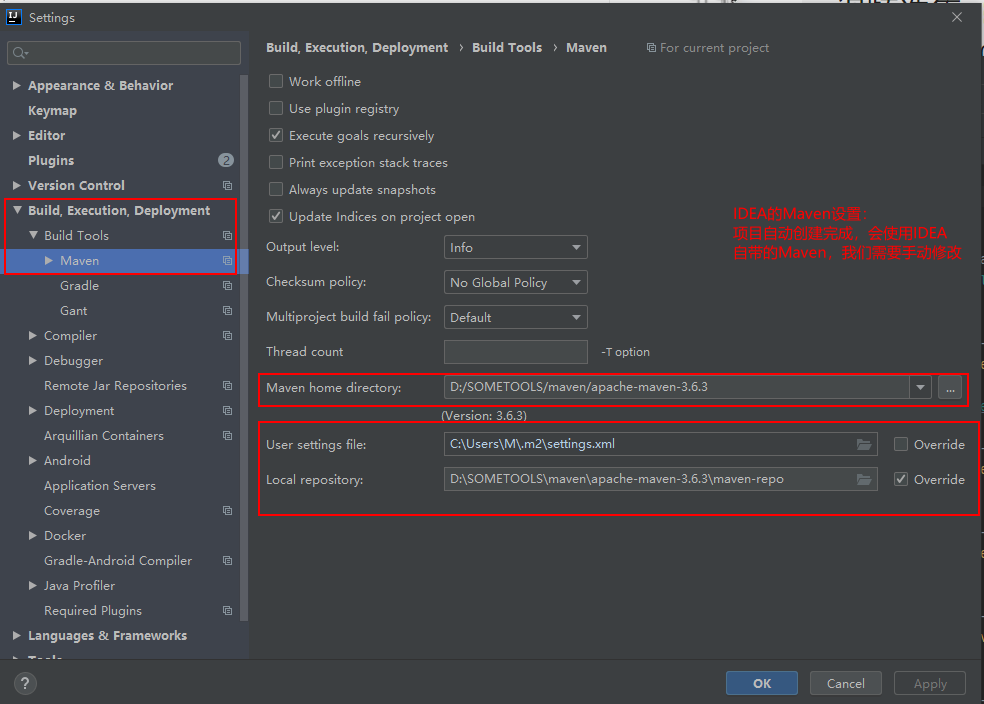 Settings
Build, Execution, Deployment › Build Tools › Maven
For current project
Appearance & Behavior
Keymap
Editor
Plugins 2
Version Control
Build, Execution, Deployment
Build Tools
Maven
Gradle
Gant
Compiler
Debugger
Remote Jar Repositories
Deployment
Arquillian Containers
Android
Application Servers
Coverage
Docker
Gradle-Android Compiler
Java Profiler
Required Plugins
Languages & Frameworks
Tools
Work offline
Use plugin registry
Execute goals recursively
Print exception stack traces
Always update snapshots
Update Indices on project open
IDEA的Maven设置：
项目自动创建完成，会使用IDEA
自带的Maven，我们需要手动修改
Output level: Info
Checksum policy: No Global Policy
Multiproject build fail policy: Default
Thread count -T option
Maven home directory: D:/SOMETOOLS/maven/apache-maven-3.6.3 ...
(Version: 3.6.3)
User settings file: C:\Users\M\.m2\settings.xml Override
Local repository: D:\SOMETOOLS\maven\apache-maven-3.6.3\maven-repo Override
? OK Cancel Apply